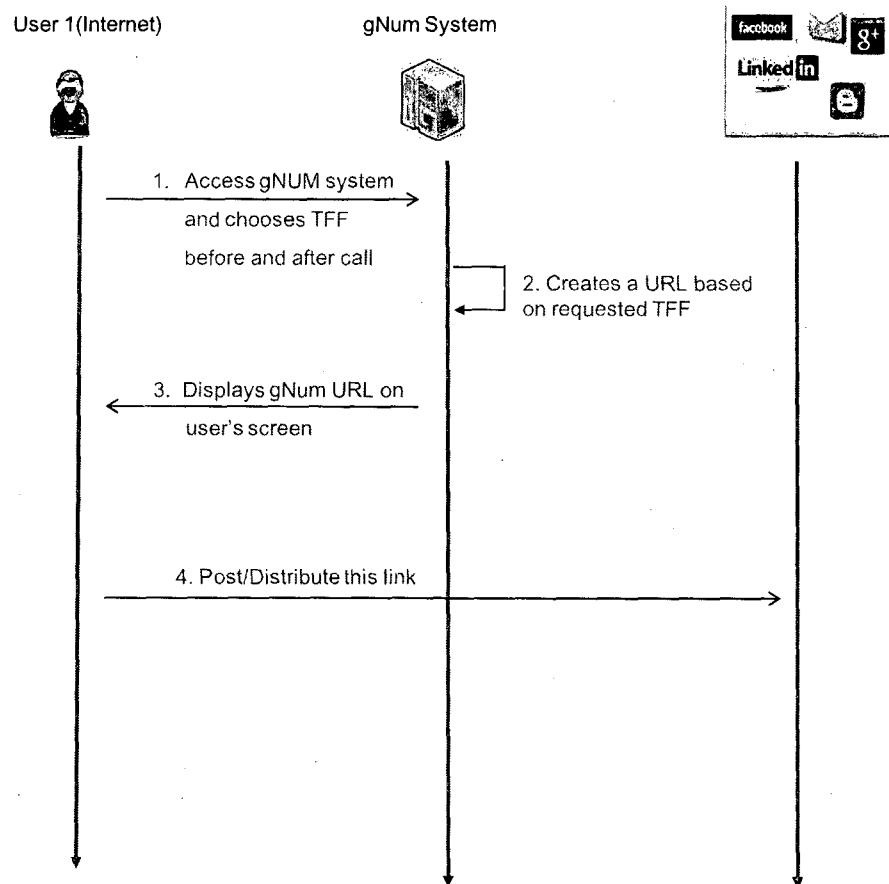 User 1(Internet)
gNum System
facebook
g+
Linked in
1. Access gNUM system
and chooses TFF
before and after call
2. Creates a URL based
on requested TFF
3. Displays gNum URL on
user's screen
4. Post/Distribute this link